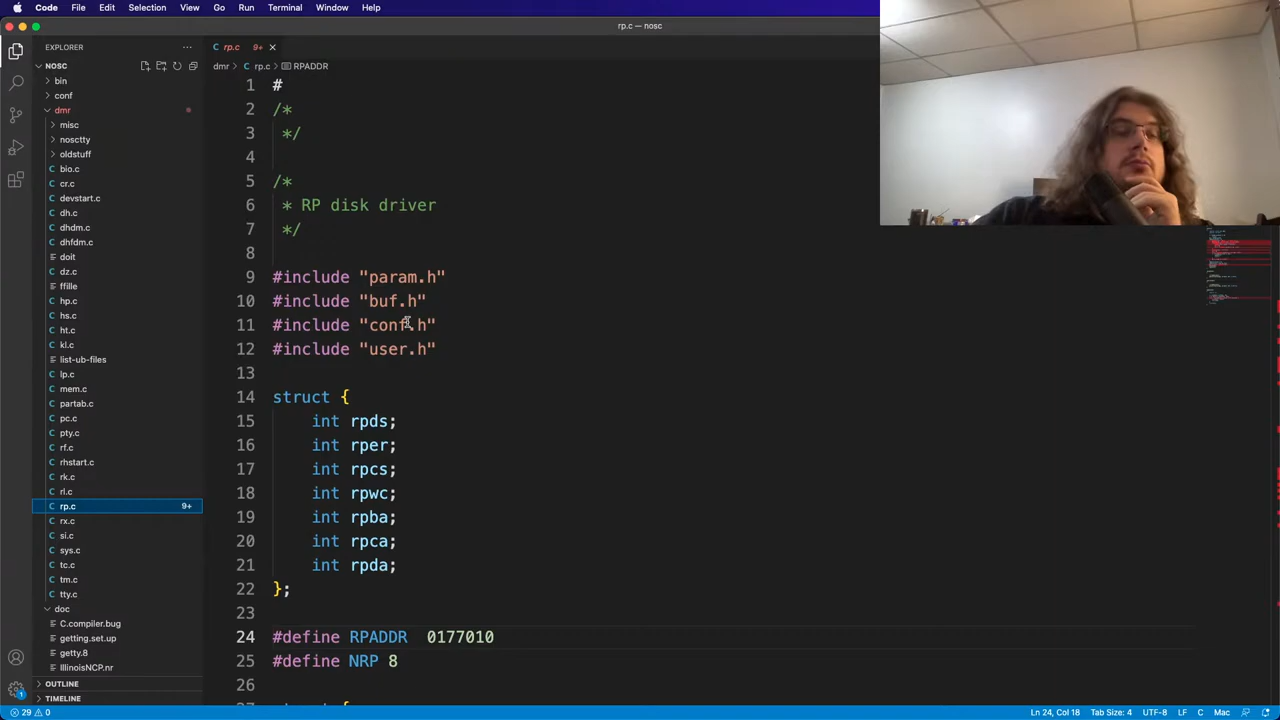 Code File Edit Selection View Go Run Terminal Window Help
rp.c — nosc
EXPLORER
NOSC
bin
conf
dmr
misc
nosctty
oldstuff
C bio.c
C cr.c
C devstart.c
C dh.c
C dhdm.c
C dhfdm.c
doit
C dz.c
ffille
C hp.c
C hs.c
C ht.c
C kl.c
list-ub-files
C lp.c
C mem.c
C partab.c
C pc.c
C pty.c
C rf.c
C rhstart.c
C rk.c
C rl.c
C rp.c 9+
C rx.c
C si.c
C sys.c
C tc.c
C tm.c
C tty.c
doc
C.compiler.bug
getting.set.up
getty.8
IllinoisNCP.nr
OUTLINE
TIMELINE
1
C rp.c 9+
dmr > C rp.c > RPADDR
1 #
2 /*
3 */
4
5 /*
6 * RP disk driver
7 */
8
9 #include "param.h"
10 #include "buf.h"
11 #include "conf.h"
12 #include "user.h"
13
14 struct {
15 int rpds;
16 int rper;
17 int rpcs;
18 int rpwc;
19 int rpba;
20 int rpca;
21 int rpda;
22 };
23
24 #define RPADDR 0177010
25 #define NRP 8
26
29 0
Ln 24, Col 18 Tab Size: 4 UTF-8 LF C Mac